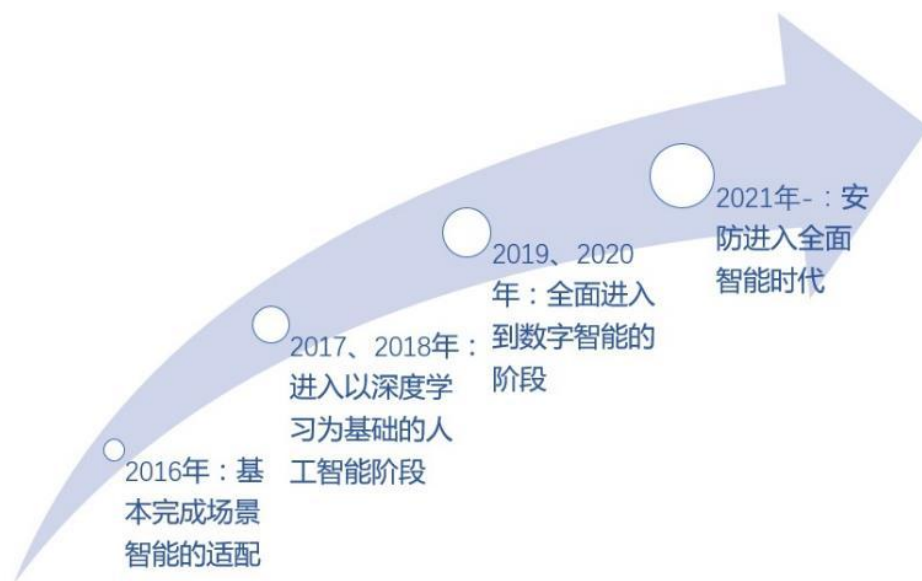 2016年：基
本完成场景
智能的适配
2017、2018年：
进入以深度学
习为基础的人
工智能阶段
2019、2020
年：全面进入
到数字智能的
阶段
2021年-：安
防进入全面
智能时代